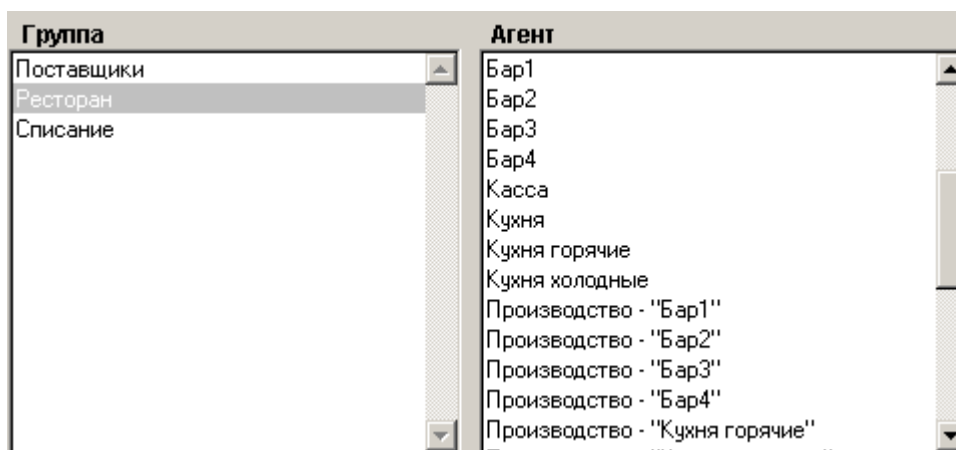 Группа
Поставщики
Ресторан
Списание
Агент
Бар1
Бар2
Бар3
Бар4
Касса
Кухня
Кухня горячие
Кухня холодные
Производство - "Бар1"
Производство - "Бар2"
Производство - "Бар3"
Производство - "Бар4"
Производство - "Кухня горячие"